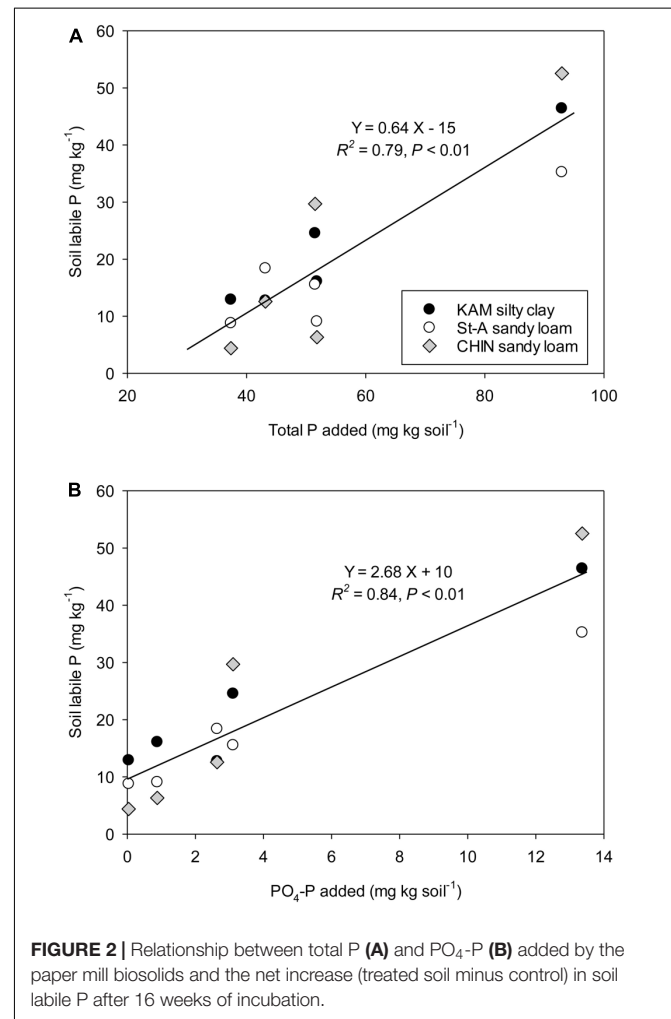 A
60
50
40
30
20
10
0
Soil labile P (mg kg⁻¹)
Y = 0.64 X - 15
R² = 0.79, P < 0.01
KAM silty clay
St-A sandy loam
CHIN sandy loam
20 40 60 80 100
Total P added (mg kg soil⁻¹)
B
60
50
40
30
20
10
0
Soil labile P (mg kg⁻¹)
Y = 2.68 X + 10
R² = 0.84, P < 0.01
0 2 4 6 8 10 12 14
PO₄-P added (mg kg soil⁻¹)
FIGURE 2 | Relationship between total P (A) and PO₄-P (B) added by the
paper mill biosolids and the net increase (treated soil minus control) in soil
labile P after 16 weeks of incubation.